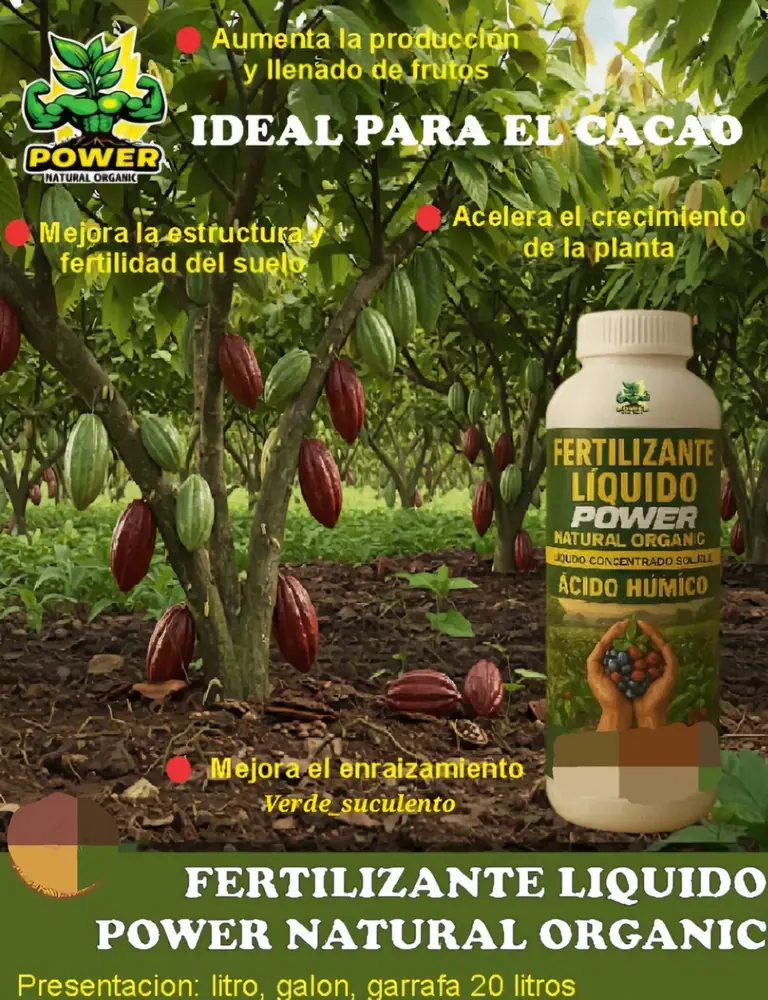 Aumenta la producción
y llenado de frutos
POWER
NATURAL ORGANIC
IDEAL PARA EL CACAO
Mejora la estructura y
fertilidad del suelo
Acelera el crecimiento
de la planta
POWER
FERTILIZANTE
LÍQUIDO
POWER
NATURAL ORGANIC
LÍQUIDO CONCENTRADO SOLUBLE
ÁCIDO HÚMICO
Mejora el enraizamiento
Verde_suculento
FERTILIZANTE LIQUIDO
POWER NATURAL ORGANIC
Presentacion: litro, galon, garrafa 20 litros